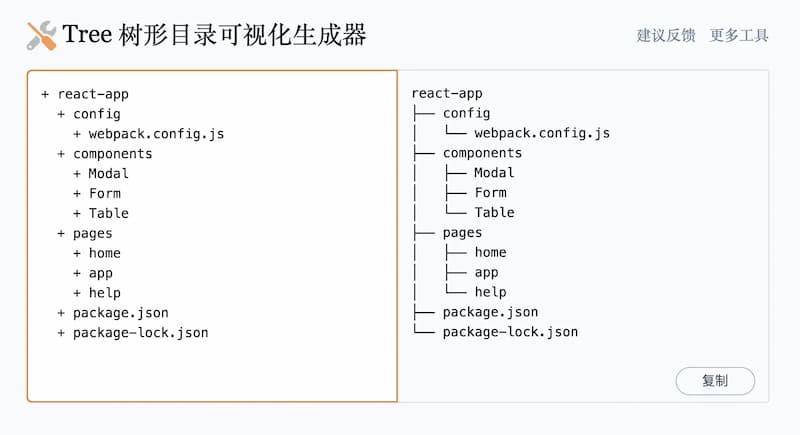 Tree 树形目录可视化生成器
建议反馈 更多工具
+ react-app
  + config
    + webpack.config.js
  + components
    + Modal
    + Form
    + Table
  + pages
    + home
    + app
    + help
  + package.json
  + package-lock.json
react-app
├── config
│   └── webpack.config.js
├── components
│   ├── Modal
│   ├── Form
│   └── Table
├── pages
│   ├── home
│   ├── app
│   └── help
├── package.json
└── package-lock.json
复制